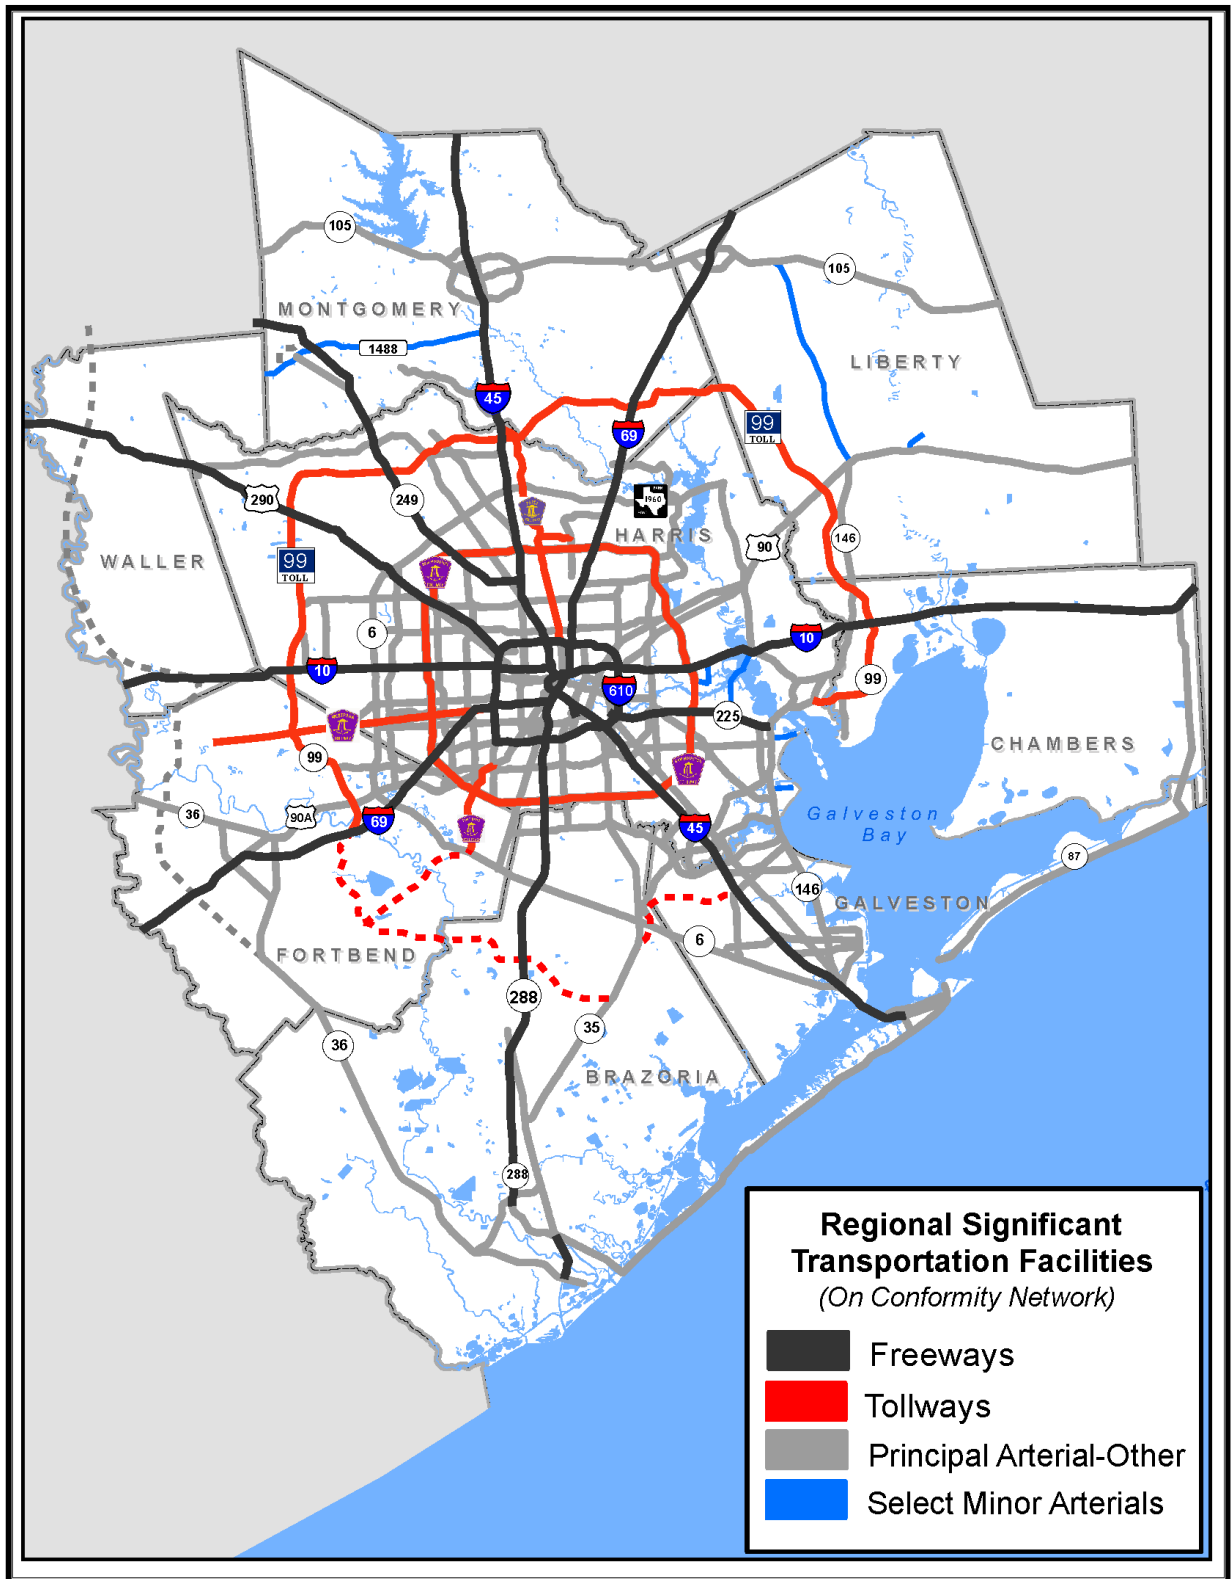 105
105
MONTGOMERY
1488
LIBERTY
45
99
TOLL
69
290
249
1960
HARRIS
146
90
WALLER
99
TOLL
6
10
10
610
99
225
CHAMBERS
99
36
90A
69
45
Galveston
Bay
87
146
GALVESTON
6
FORTBEND
288
35
36
BRAZORIA
288
Regional Significant
Transportation Facilities
(On Conformity Network)
Freeways
Tollways
Principal Arterial-Other
Select Minor Arterials